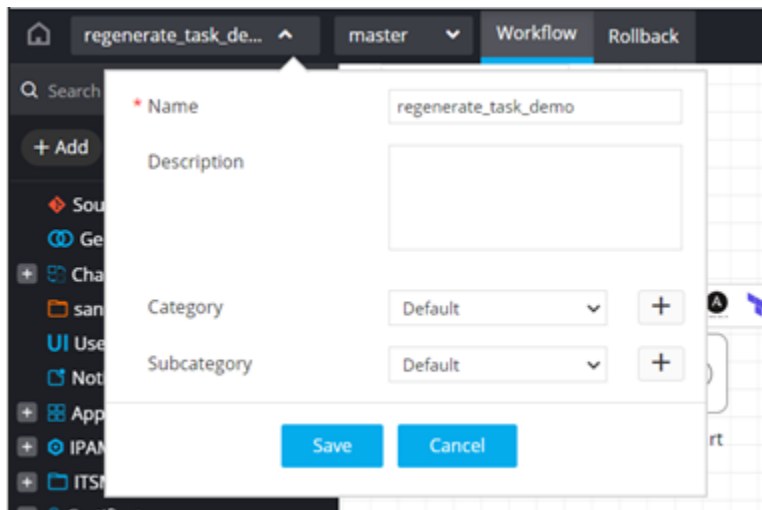 regenerate_task_de...
master
Workflow
Rollback
Search
* Name
regenerate_task_demo
+ Add
Description
Sou
Ge
Cha
san
Category
Default
+
UI Use
Subcategory
Default
+
Not
App
IPAM
Save
Cancel
rt
ITSM